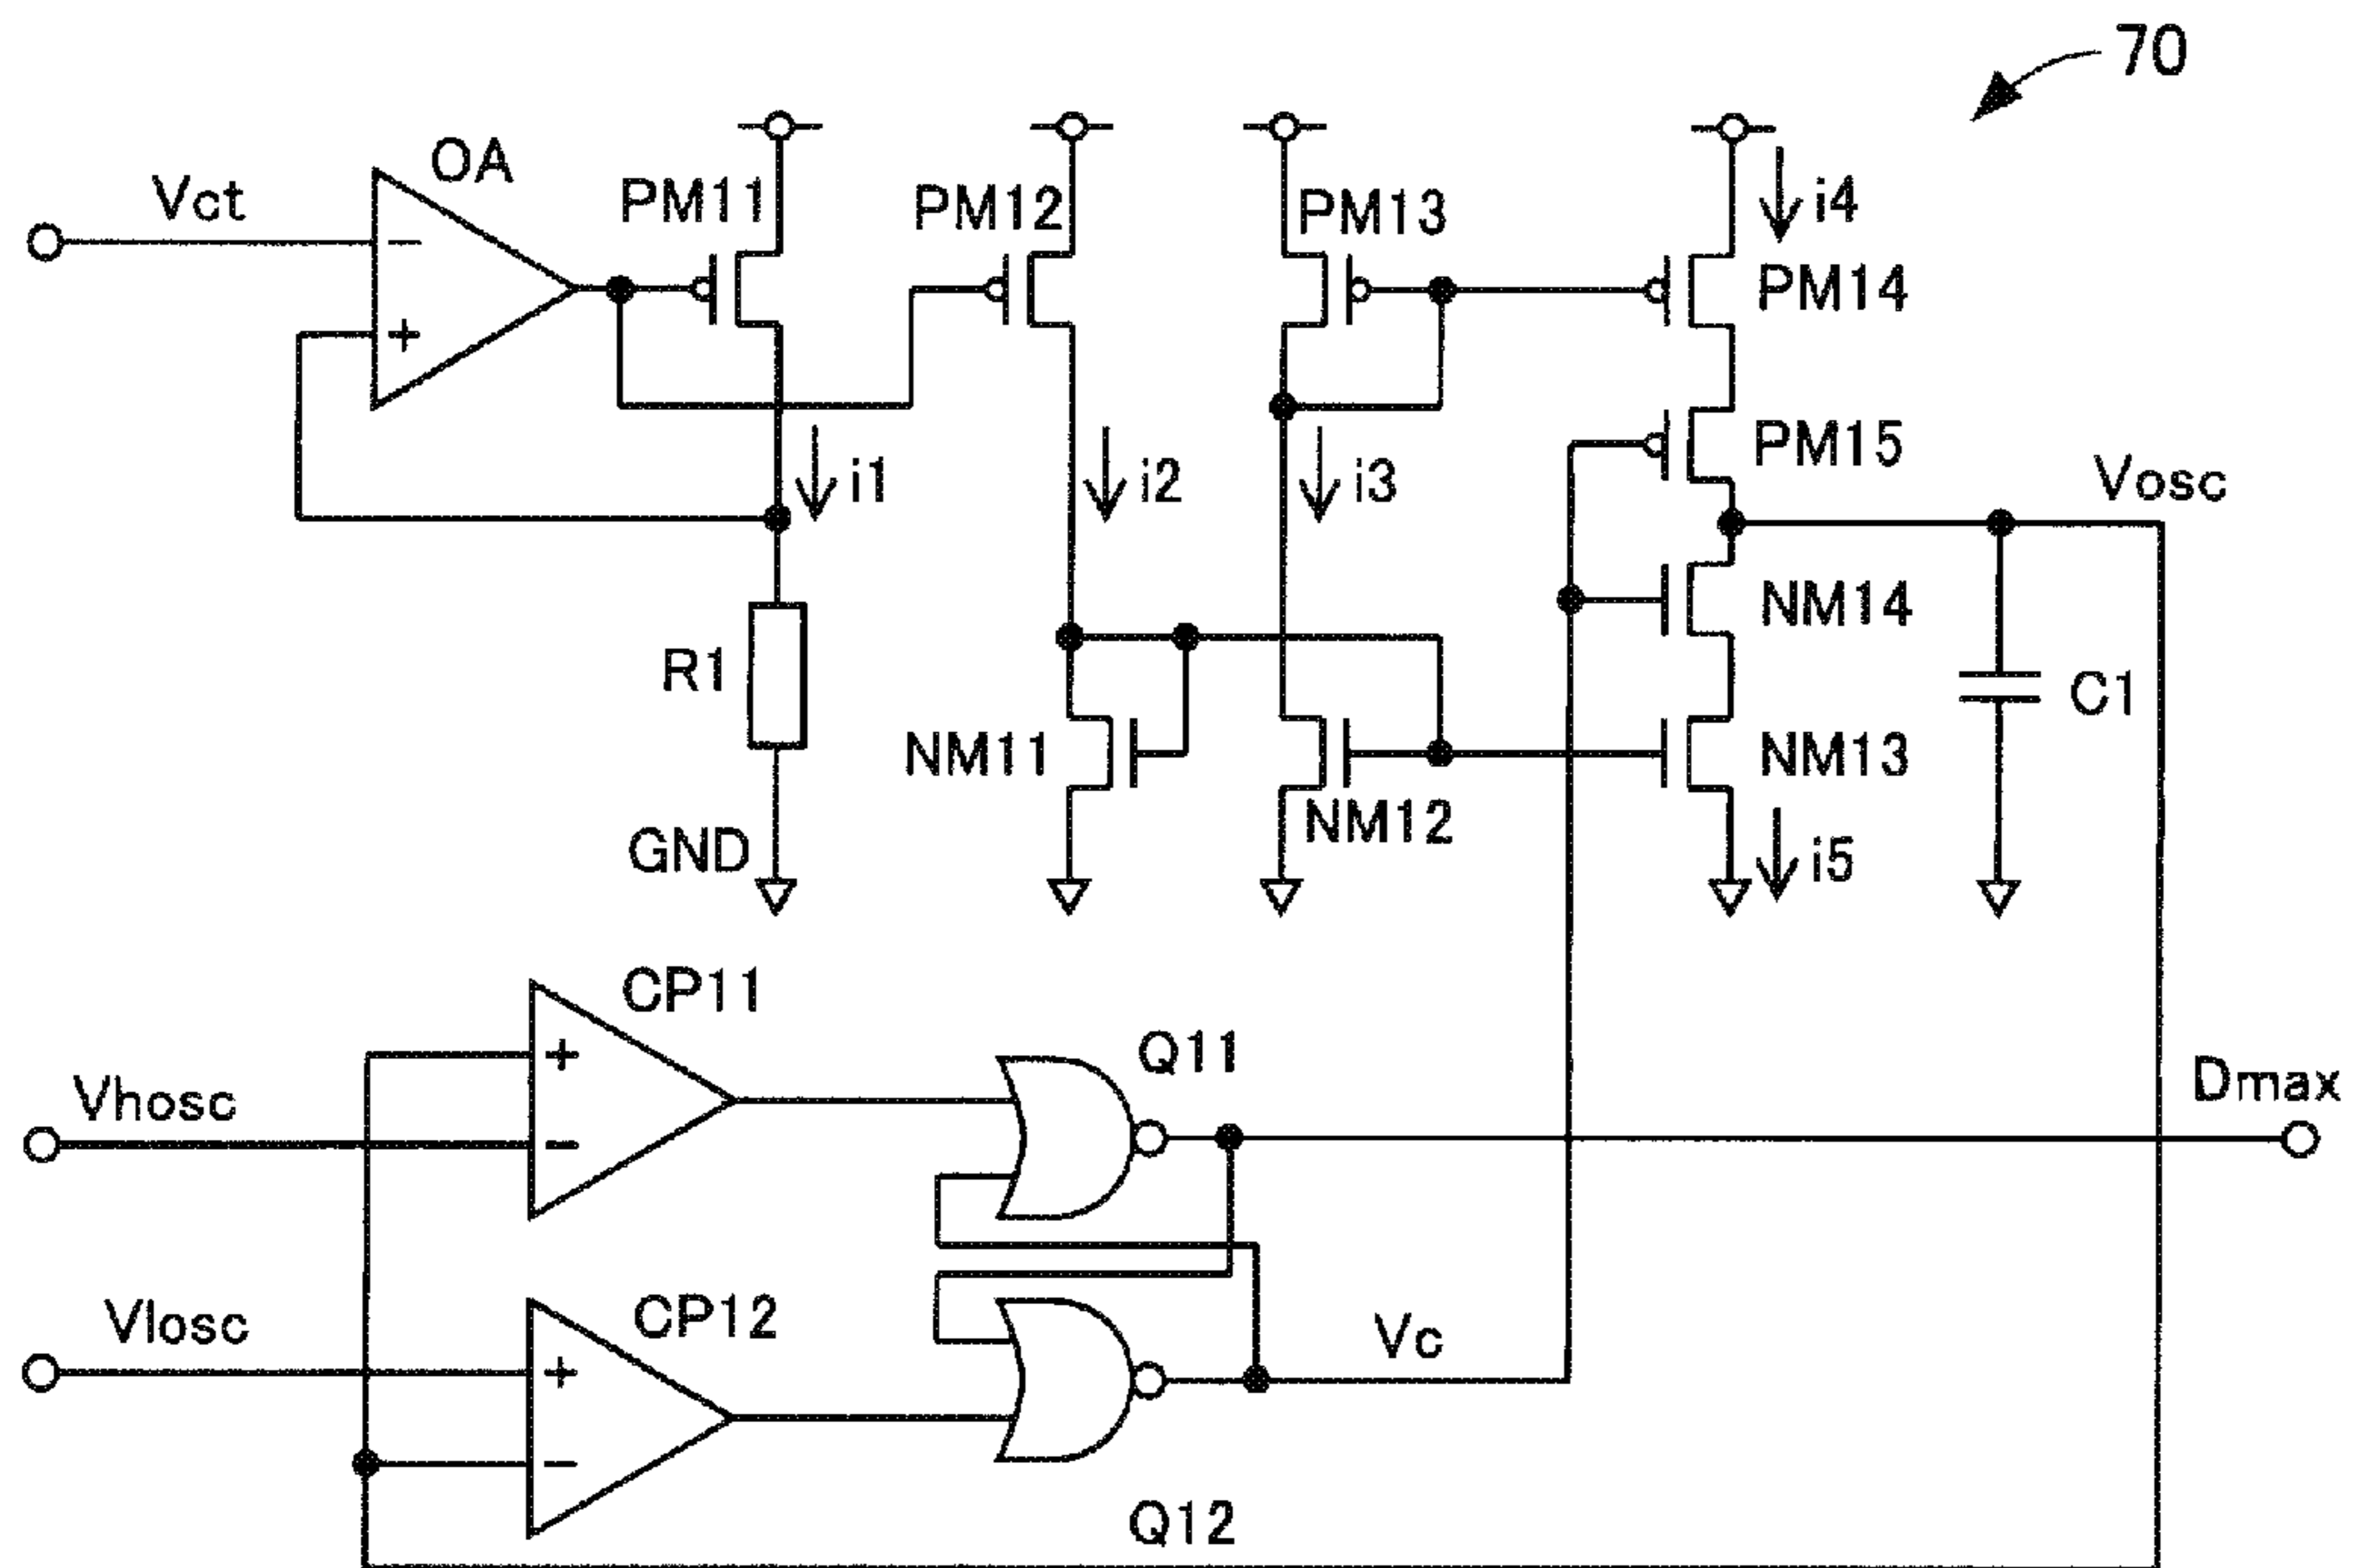 70
OA
Vct
PM11
PM12
PM13
i4
PM14
−
+
PM15
i1
i2
i3
Vosc
R1
NM14
C1
NM11
NM13
NM12
GND
i5
CP11
Q11
+
Vhosc
−
Dmax
CP12
Vlosc
Vc
+
−
Q12